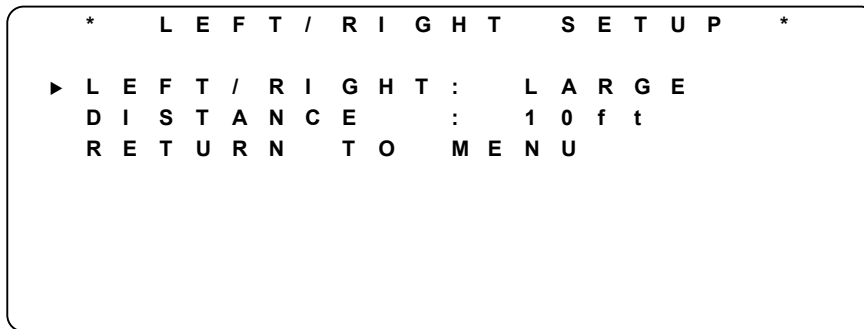 * LEFT/RIGHT SETUP *
▶ LEFT/RIGHT: LARGE
DISTANCE : 10ft
RETURN TO MENU